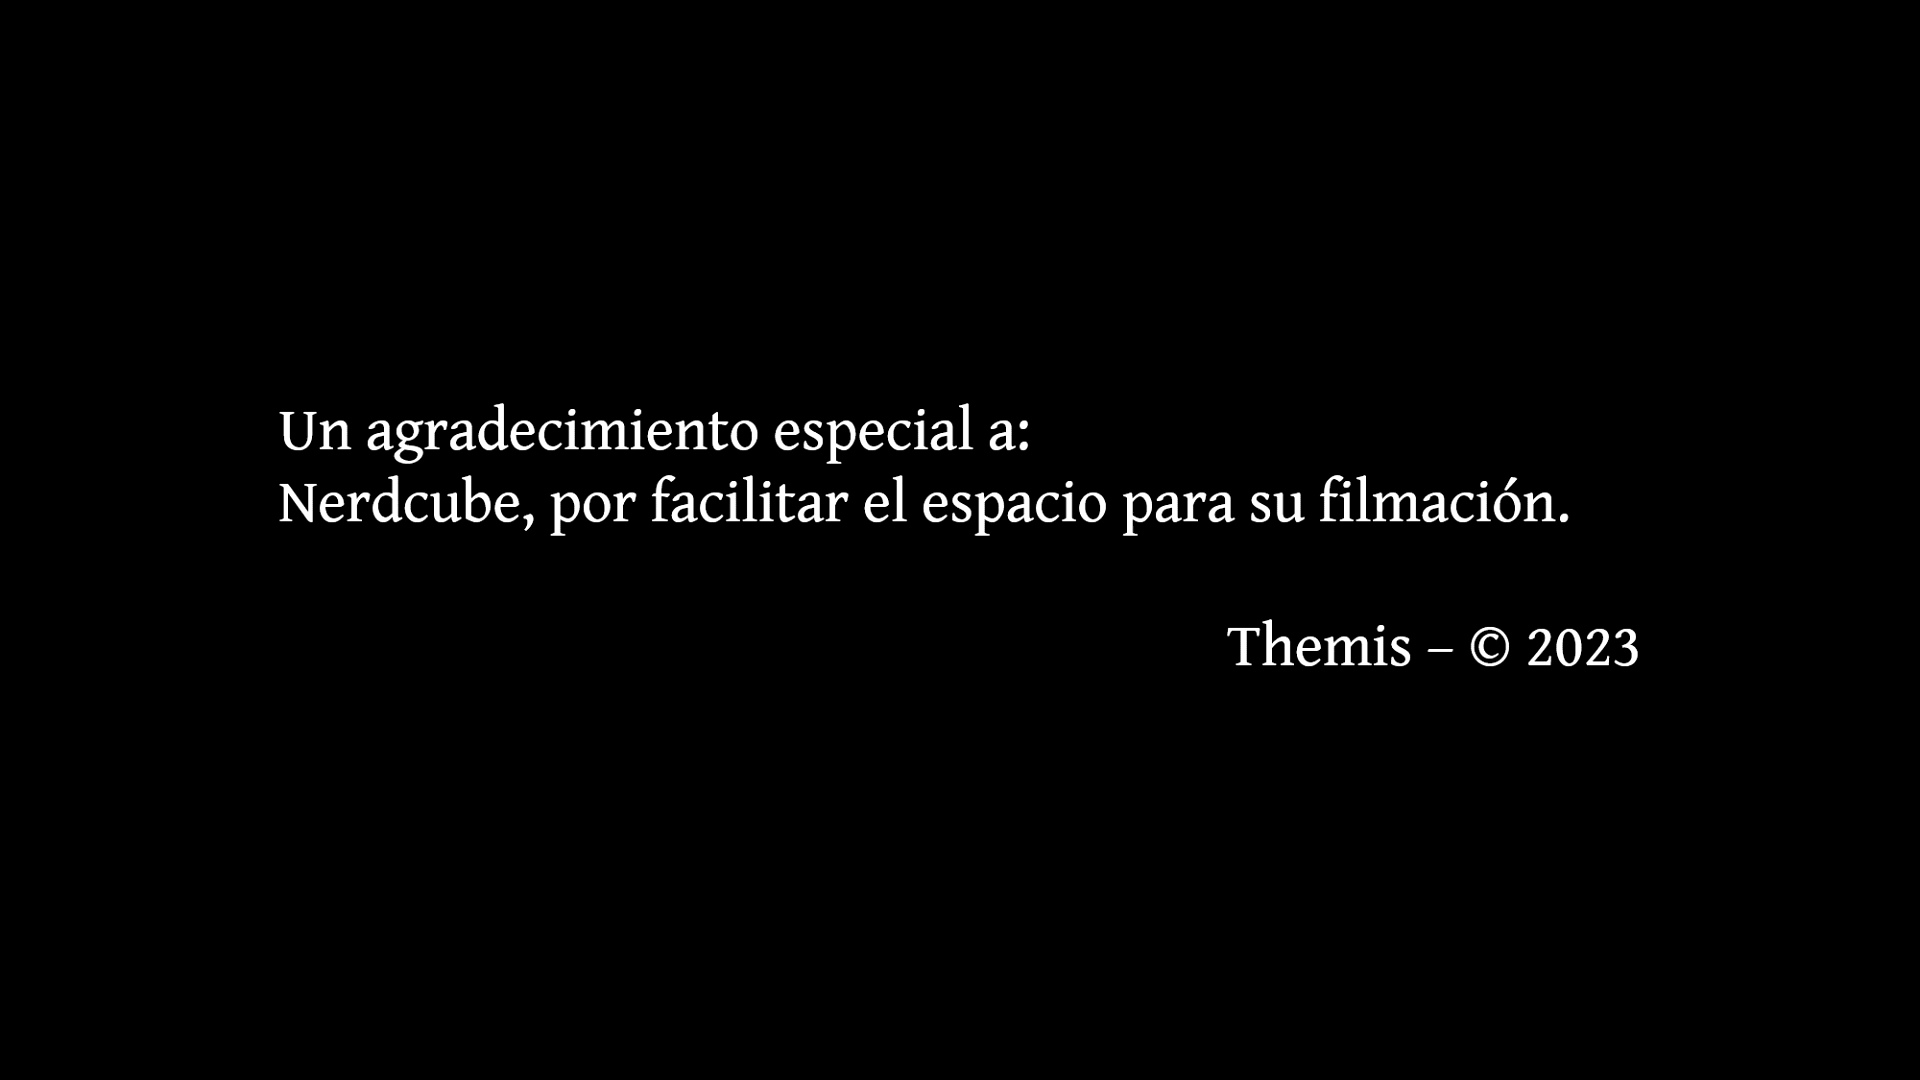 Un agradecimiento especial a:
Nerdcube, por facilitar el espacio para su filmación.
Themis – © 2023